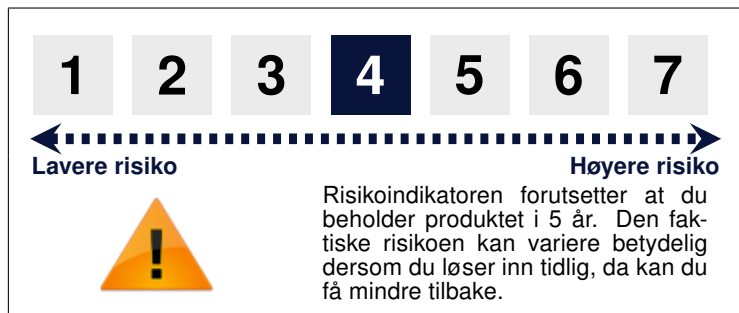 1 2 3 4 5 6 7
Lavere risiko Høyere risiko
Risikoindikatoren forutsetter at du
beholder produktet i 5 år. Den fak-
tiske risikoen kan variere betydelig
dersom du løser inn tidlig, da kan du
få mindre tilbake.